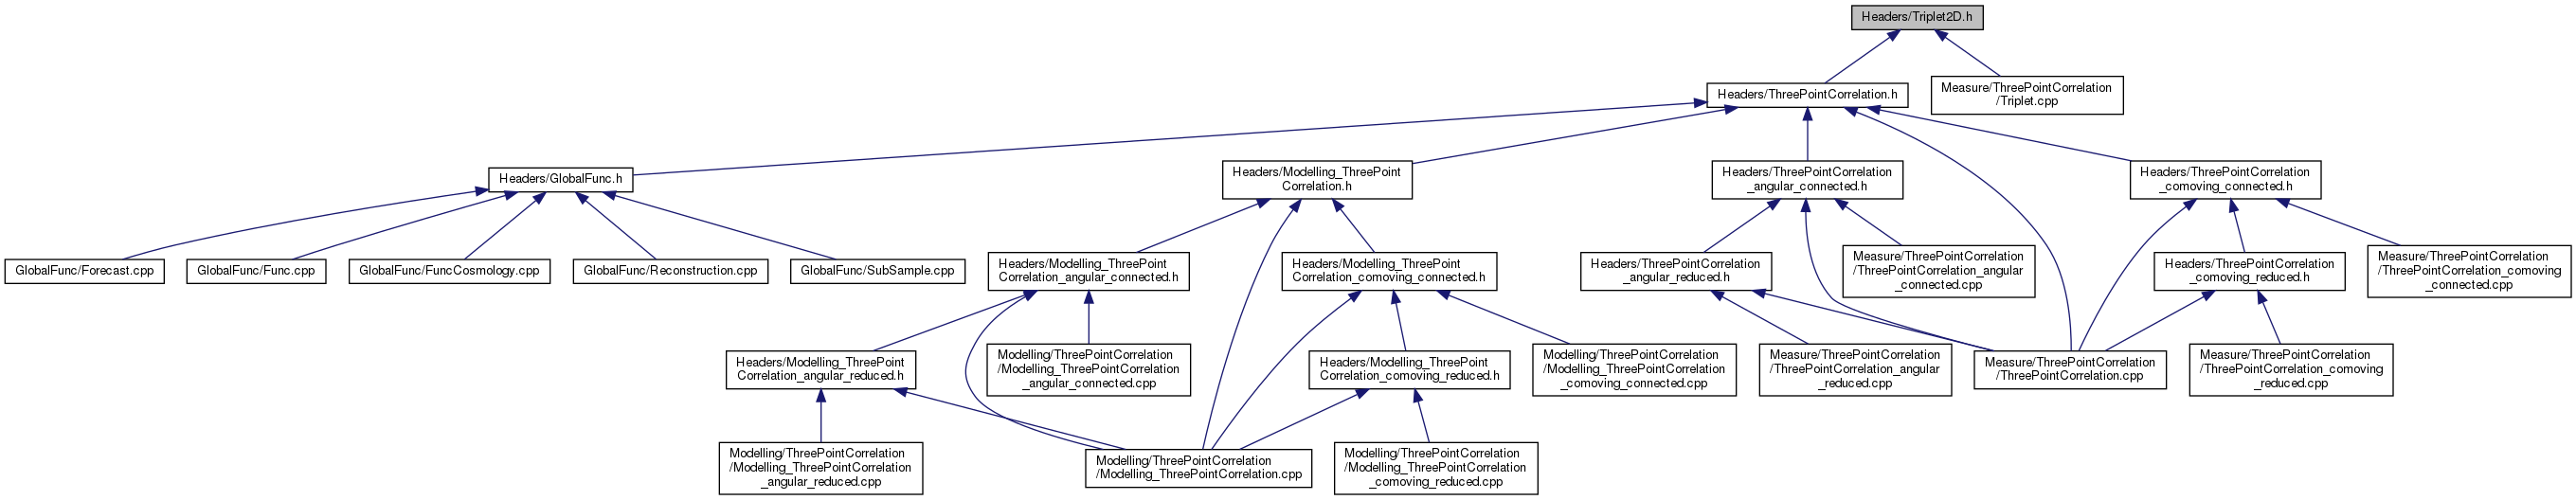 Headers/Triplet2D.h
Headers/ThreePointCorrelation.h
Measure/ThreePointCorrelation
/Triplet.cpp
Headers/GlobalFunc.h
Headers/Modelling_ThreePoint
Correlation.h
Headers/ThreePointCorrelation
_angular_connected.h
Headers/ThreePointCorrelation
_comoving_connected.h
GlobalFunc/Forecast.cpp
GlobalFunc/Func.cpp
GlobalFunc/FuncCosmology.cpp
GlobalFunc/Reconstruction.cpp
GlobalFunc/SubSample.cpp
Headers/Modelling_ThreePoint
Correlation_angular_connected.h
Headers/Modelling_ThreePoint
Correlation_comoving_connected.h
Headers/ThreePointCorrelation
_angular_reduced.h
Measure/ThreePointCorrelation
/ThreePointCorrelation_angular
_connected.cpp
Headers/ThreePointCorrelation
_comoving_reduced.h
Measure/ThreePointCorrelation
/ThreePointCorrelation_comoving
_connected.cpp
Headers/Modelling_ThreePoint
Correlation_angular_reduced.h
Modelling/ThreePointCorrelation
/Modelling_ThreePointCorrelation
_angular_connected.cpp
Headers/Modelling_ThreePoint
Correlation_comoving_reduced.h
Modelling/ThreePointCorrelation
/Modelling_ThreePointCorrelation
_comoving_connected.cpp
Measure/ThreePointCorrelation
/ThreePointCorrelation_angular
_reduced.cpp
Measure/ThreePointCorrelation
/ThreePointCorrelation.cpp
Measure/ThreePointCorrelation
/ThreePointCorrelation_comoving
_reduced.cpp
Modelling/ThreePointCorrelation
/Modelling_ThreePointCorrelation
_angular_reduced.cpp
Modelling/ThreePointCorrelation
/Modelling_ThreePointCorrelation.cpp
Modelling/ThreePointCorrelation
/Modelling_ThreePointCorrelation
_comoving_reduced.cpp